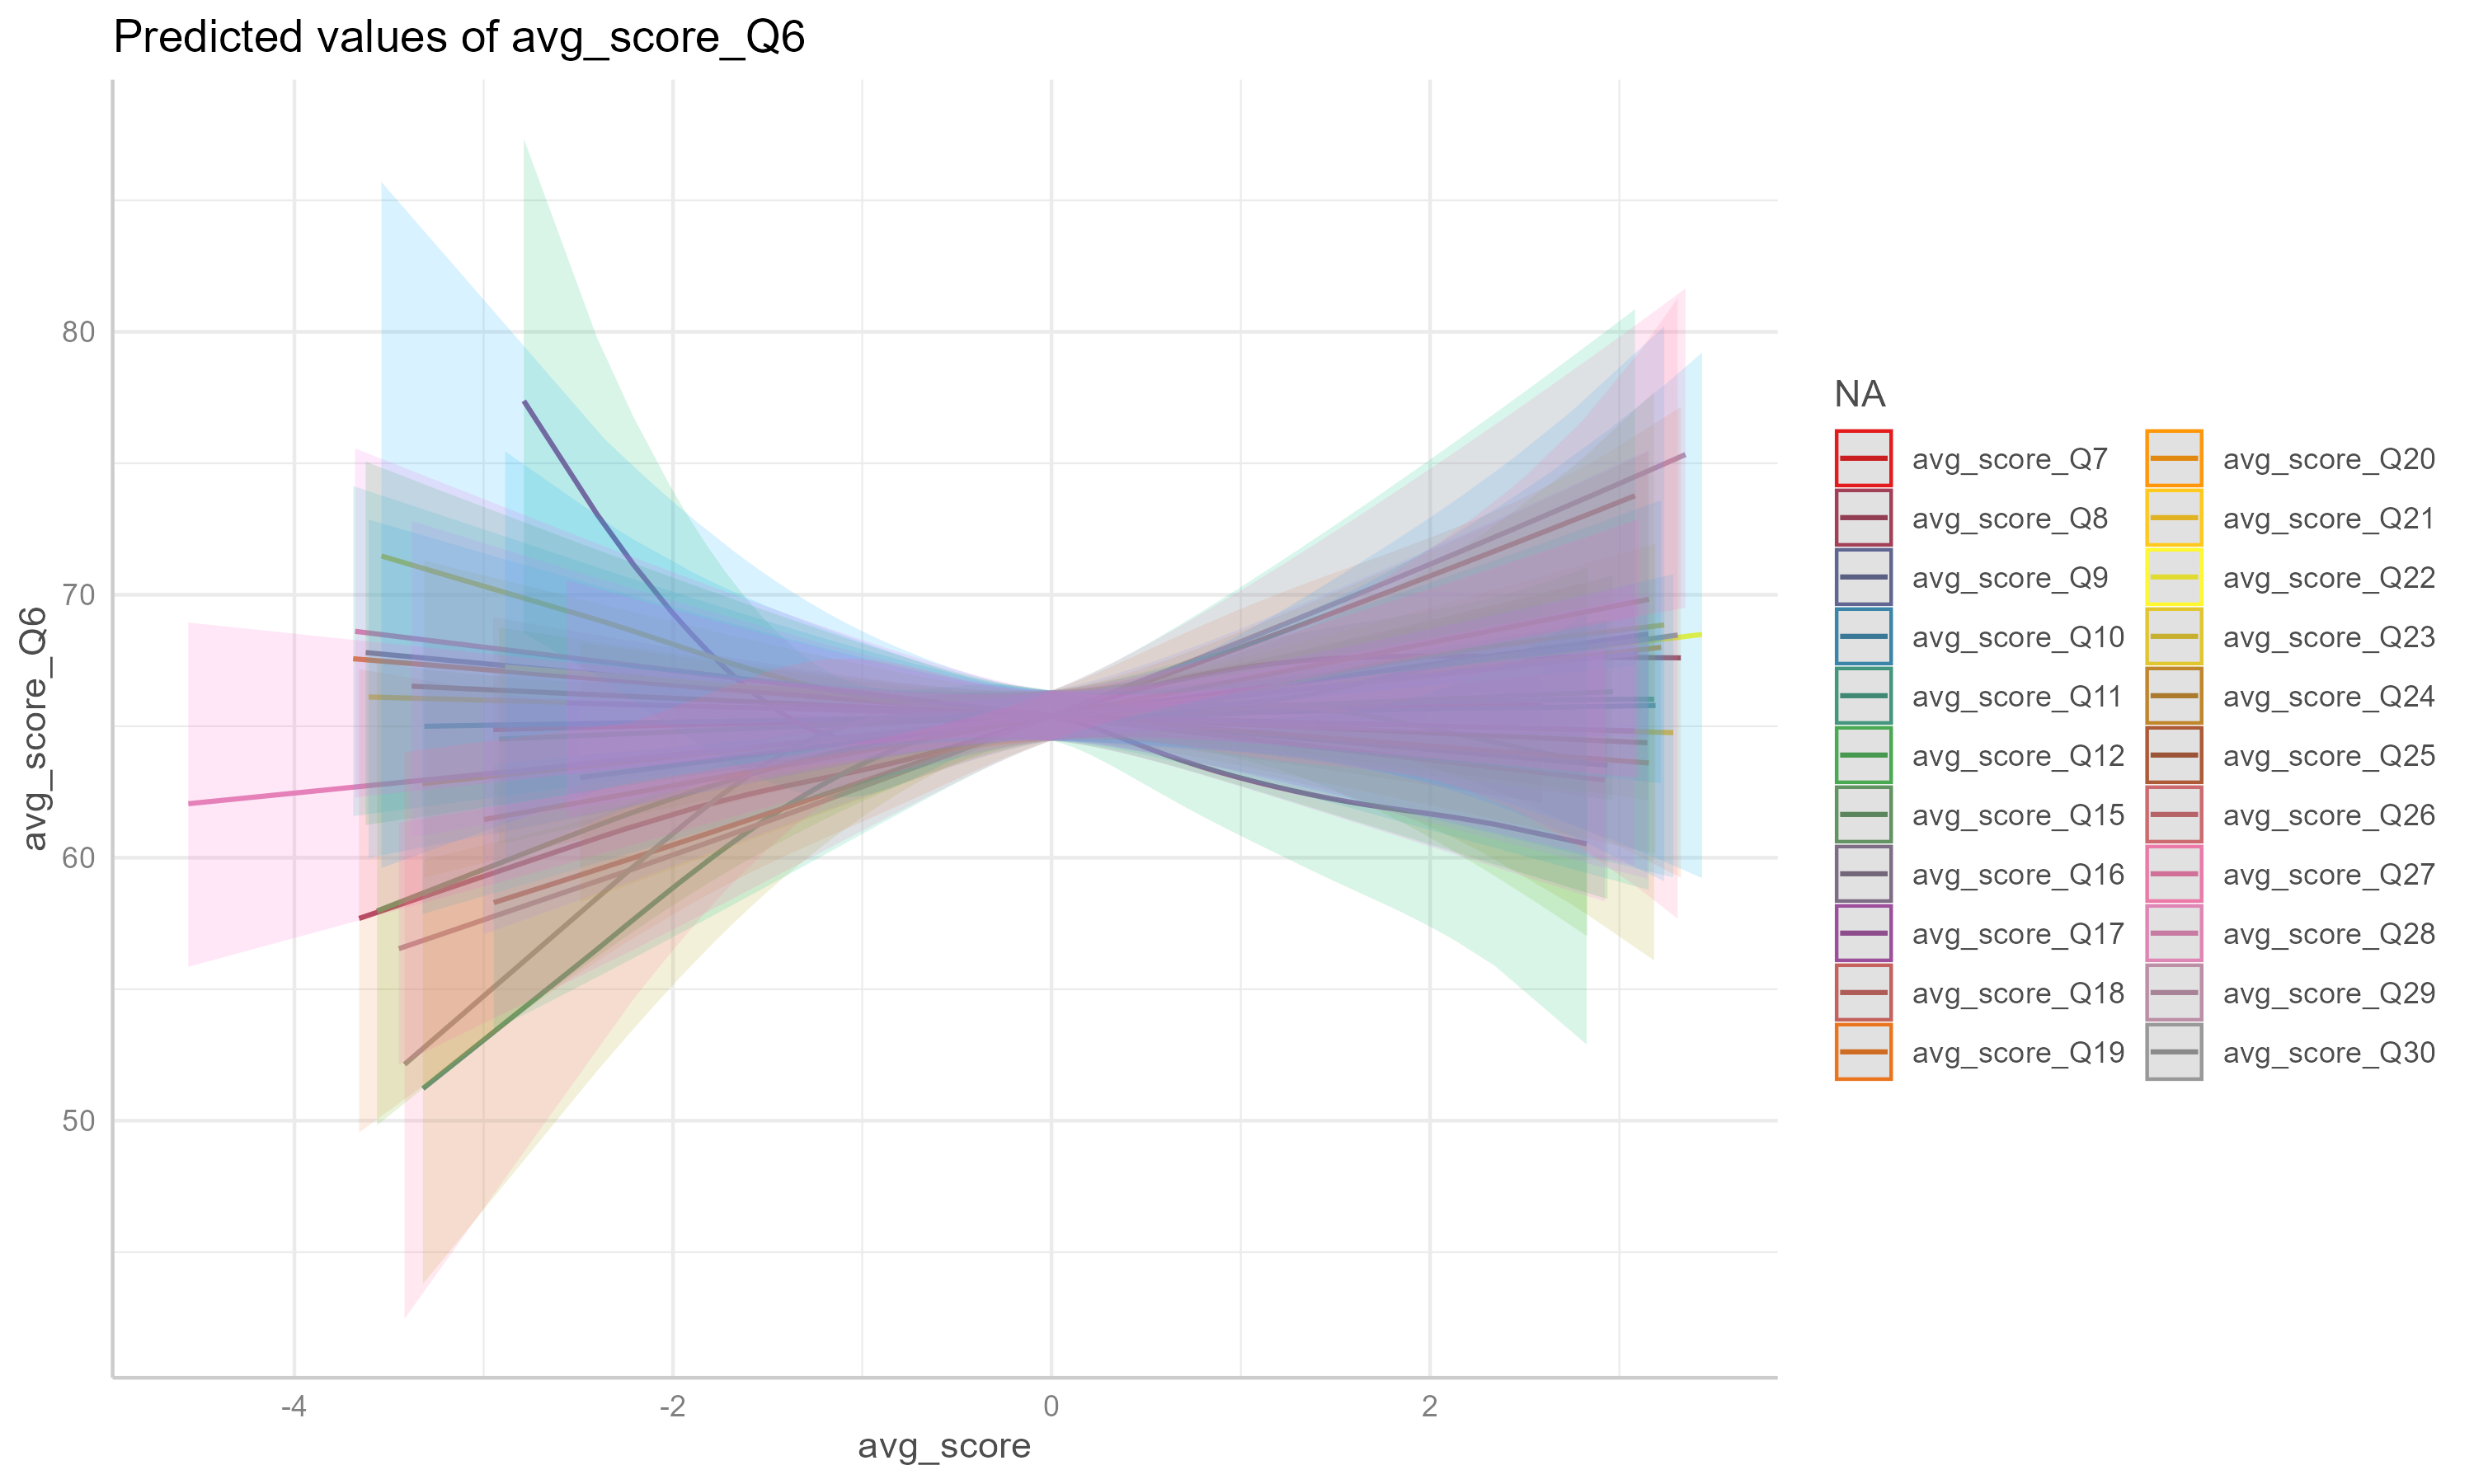 Predicted values of avg_score_Q6
avg_score_Q6
80
70
60
50
-4
-2
0
2
avg_score
NA
avg_score_Q7
avg_score_Q8
avg_score_Q9
avg_score_Q10
avg_score_Q11
avg_score_Q12
avg_score_Q15
avg_score_Q16
avg_score_Q17
avg_score_Q18
avg_score_Q19
avg_score_Q20
avg_score_Q21
avg_score_Q22
avg_score_Q23
avg_score_Q24
avg_score_Q25
avg_score_Q26
avg_score_Q27
avg_score_Q28
avg_score_Q29
avg_score_Q30